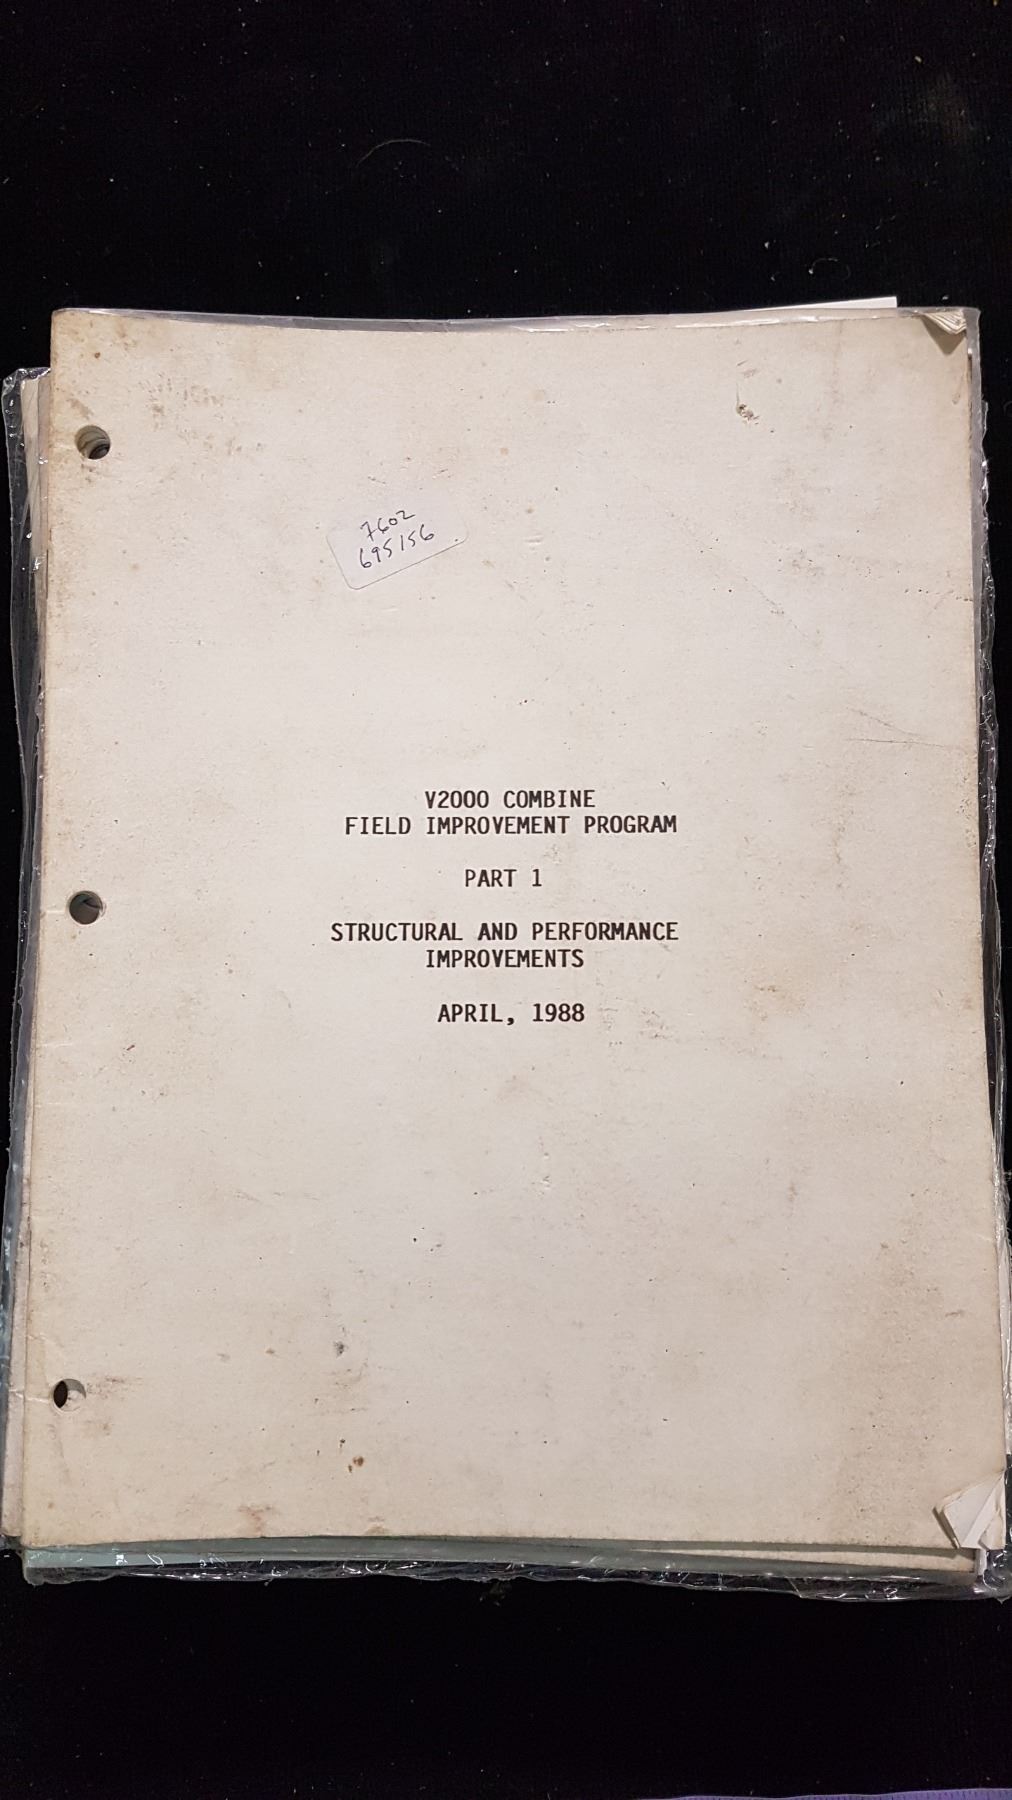 7602
695156
V2000 COMBINE
FIELD IMPROVEMENT PROGRAM
PART 1
STRUCTURAL AND PERFORMANCE
IMPROVEMENTS
APRIL, 1988